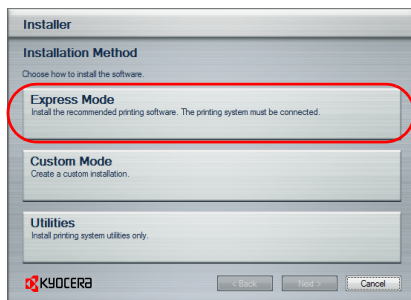 Installer
Installation Method
Choose how to install the software.
Express Mode
Install the recommended printing software. The printing system must be connected.
Custom Mode
Create a custom installation.
Utilities
Install printing system utilities only.
KYOCERA
< Back
Next >
Cancel